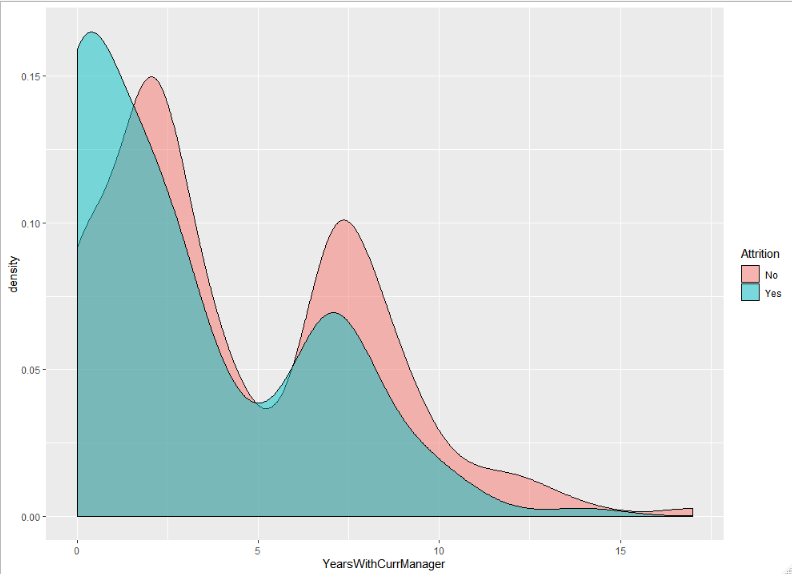 0.15
0.10
0.05
0.00
density
0
5
10
15
YearsWithCurrManager
Attrition
No
Yes